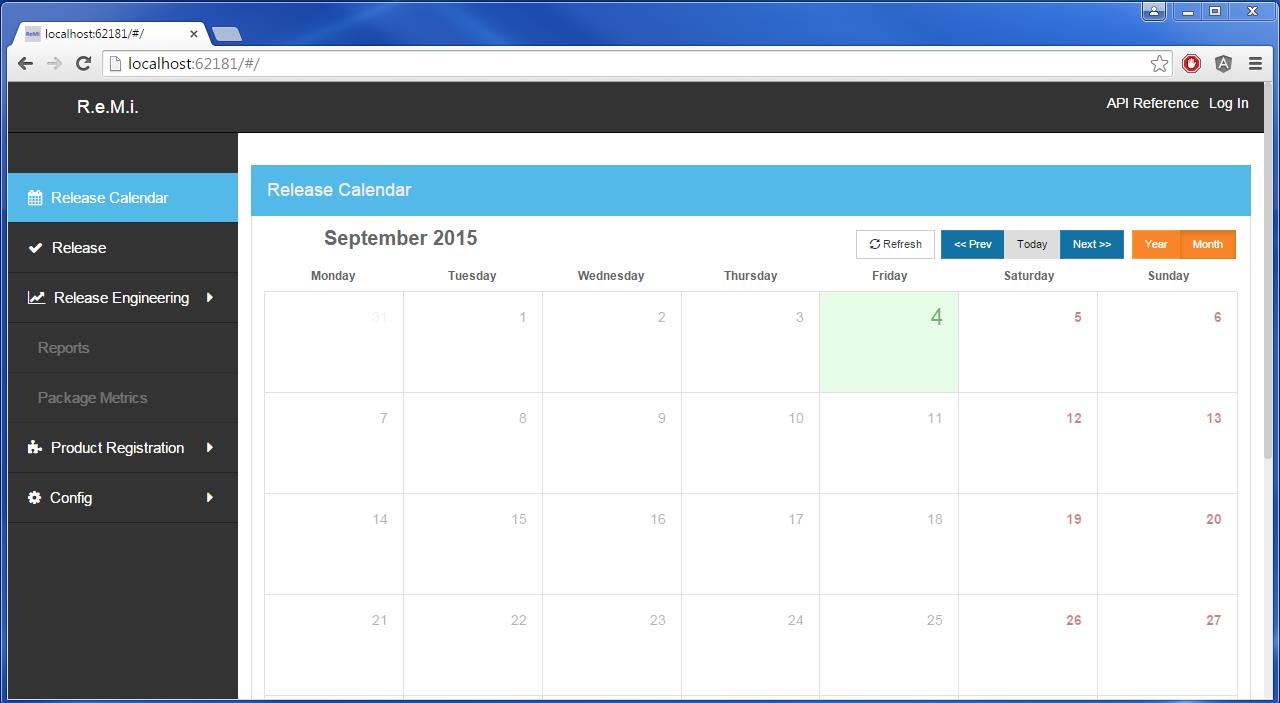 ReMi localhost:62181/#/
localhost:62181/#/
R.e.M.i. API Reference Log In
Release Calendar
Release
Release Engineering
Reports
Package Metrics
Product Registration
Config
Release Calendar
September 2015 Refresh << Prev Today Next >> Year Month
Monday Tuesday Wednesday Thursday Friday Saturday Sunday
31 1 2 3 4 5 6
7 8 9 10 11 12 13
14 15 16 17 18 19 20
21 22 23 24 25 26 27